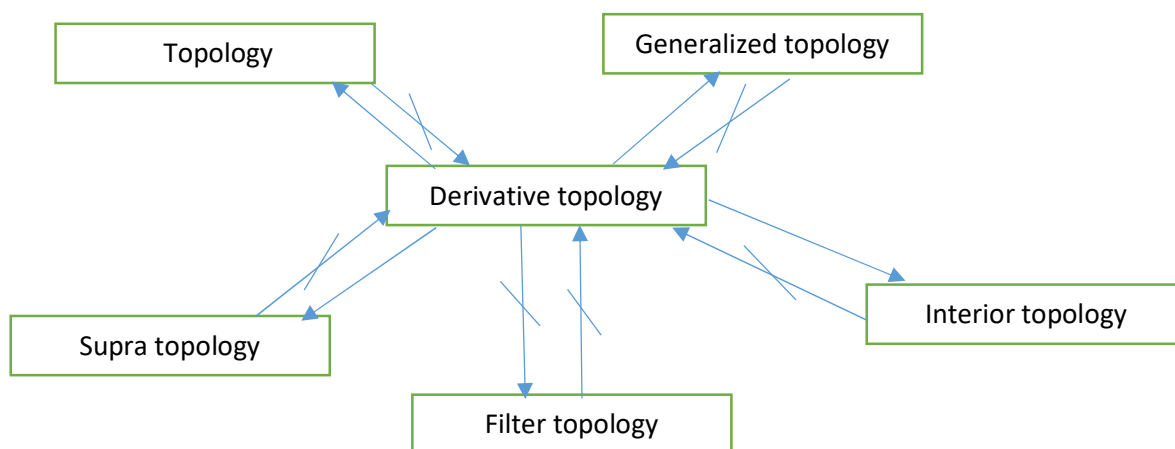 Topology
Generalized topology
Derivative topology
Supra topology
Interior topology
Filter topology